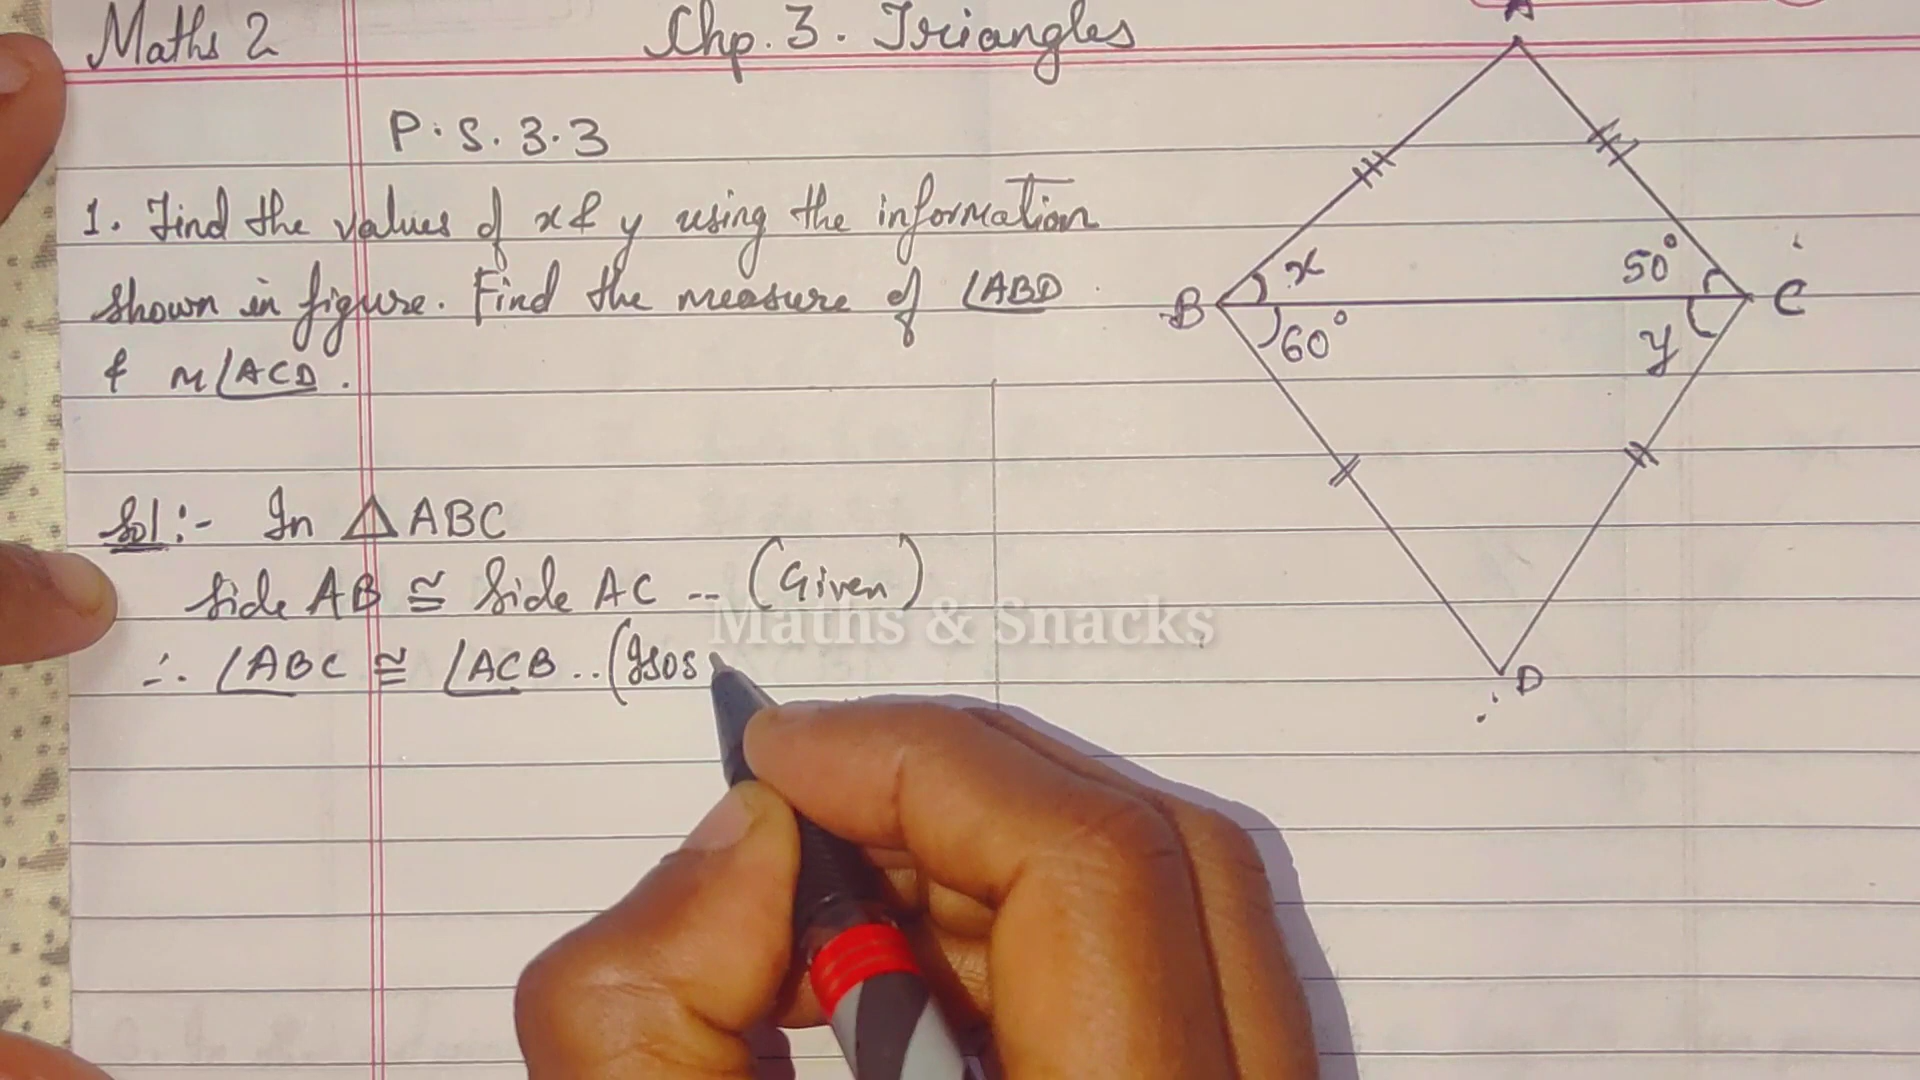 Maths 2
Chp. 3. Triangles
P.S. 3.3
1. Find the values of x & y using the information
shown in figure. Find the measure of ∠ABD
& m∠ACD.
Sol:- In △ABC
Side AB ≅ Side AC -- (Given)
∴ ∠ABC ≅ ∠ACB ..(Isos
A
B
x
50°
C
60°
y
D
Maths & Snacks